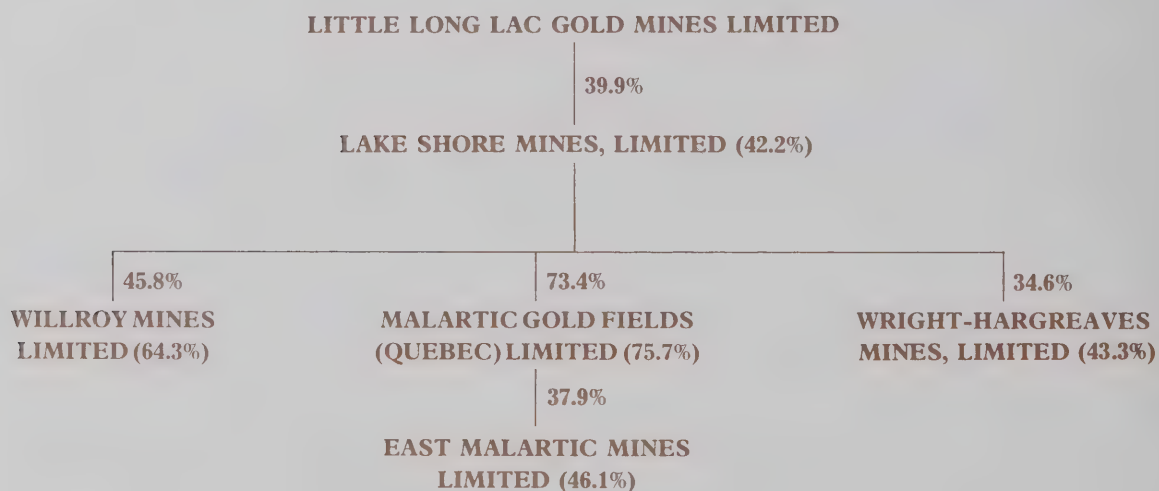 LITTLE LONG LAC GOLD MINES LIMITED
39.9%
LAKE SHORE MINES, LIMITED (42.2%)
45.8%
73.4%
34.6%
WILLROY MINES
LIMITED (64.3%)
MALARTIC GOLD FIELDS
(QUEBEC) LIMITED (75.7%)
WRIGHT-HARGREAVES
MINES, LIMITED (43.3%)
37.9%
EAST MALARTIC MINES
LIMITED (46.1%)